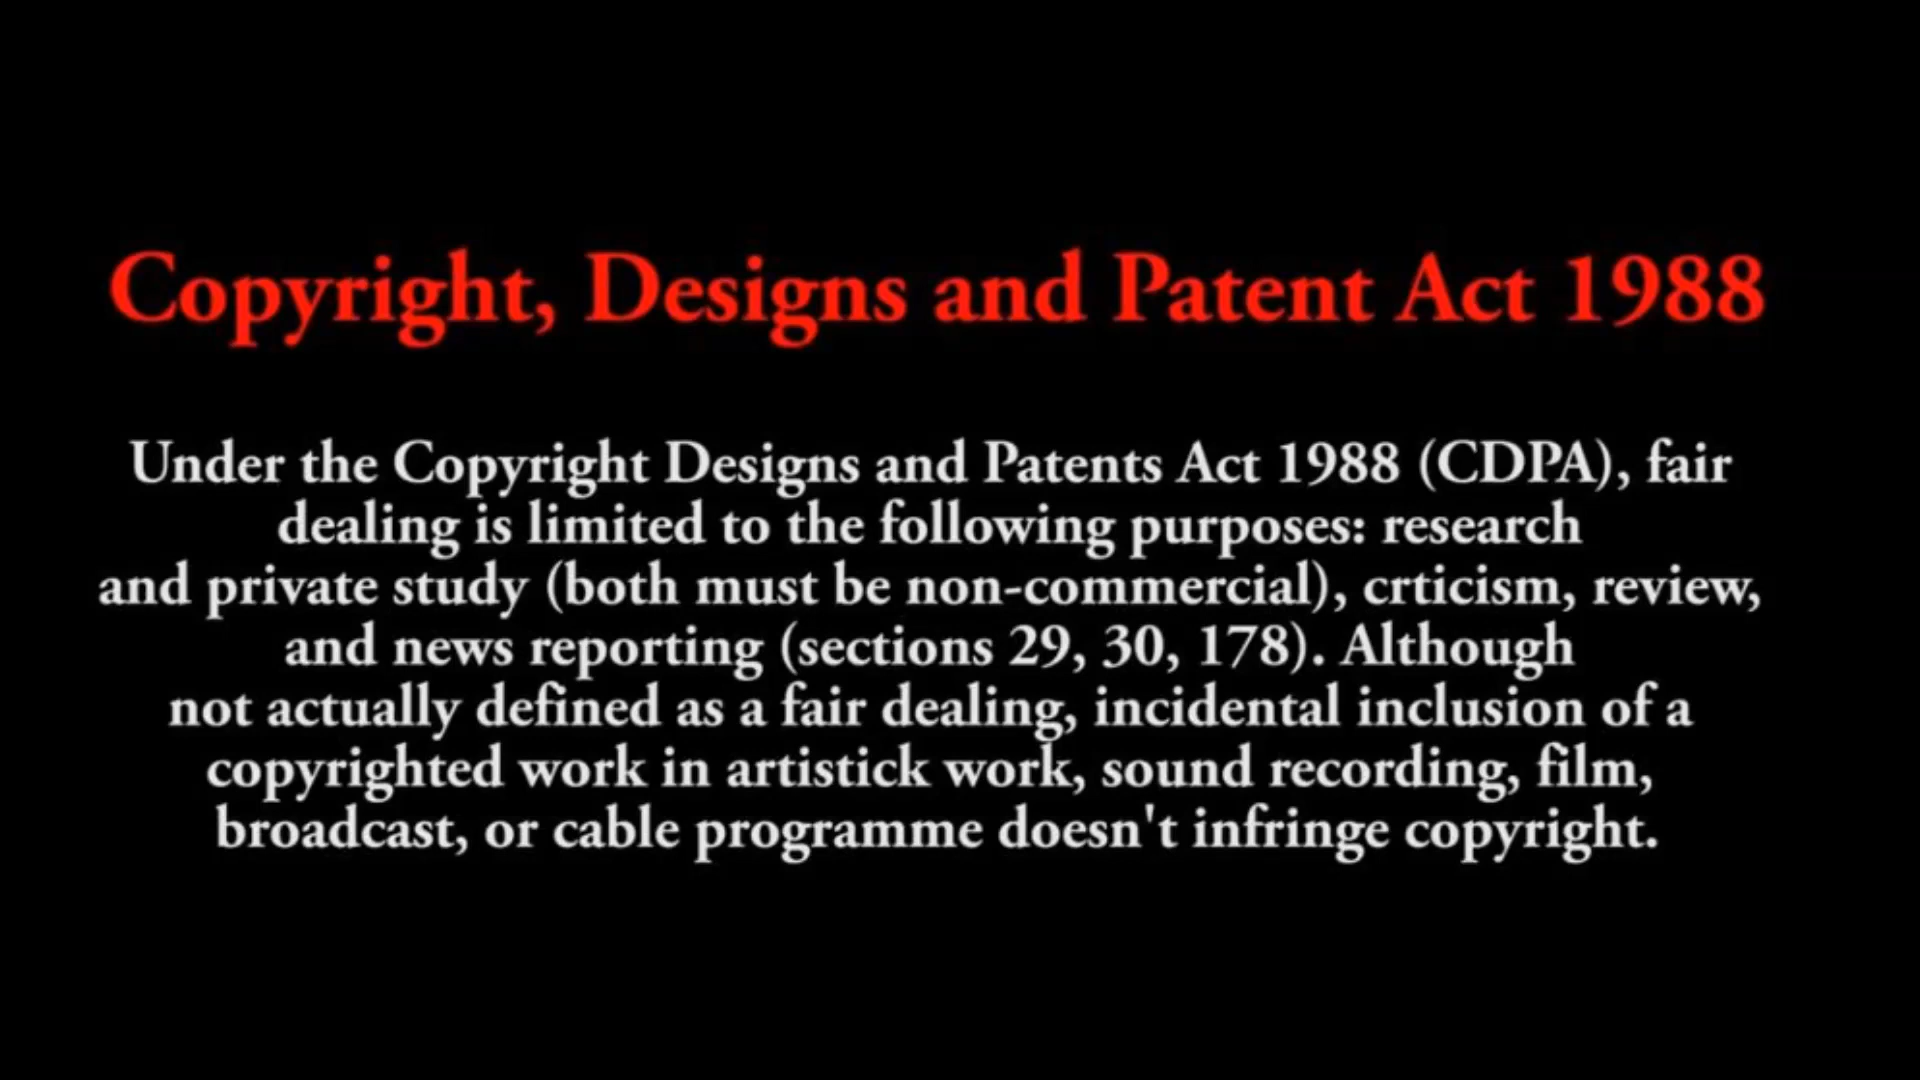 Copyright, Designs and Patent Act 1988
Under the Copyright Designs and Patents Act 1988 (CDPA), fair
dealing is limited to the following purposes: research
and private study (both must be non-commercial), crticism, review,
and news reporting (sections 29, 30, 178). Although
not actually defined as a fair dealing, incidental inclusion of a
copyrighted work in artistick work, sound recording, film,
broadcast, or cable programme doesn't infringe copyright.